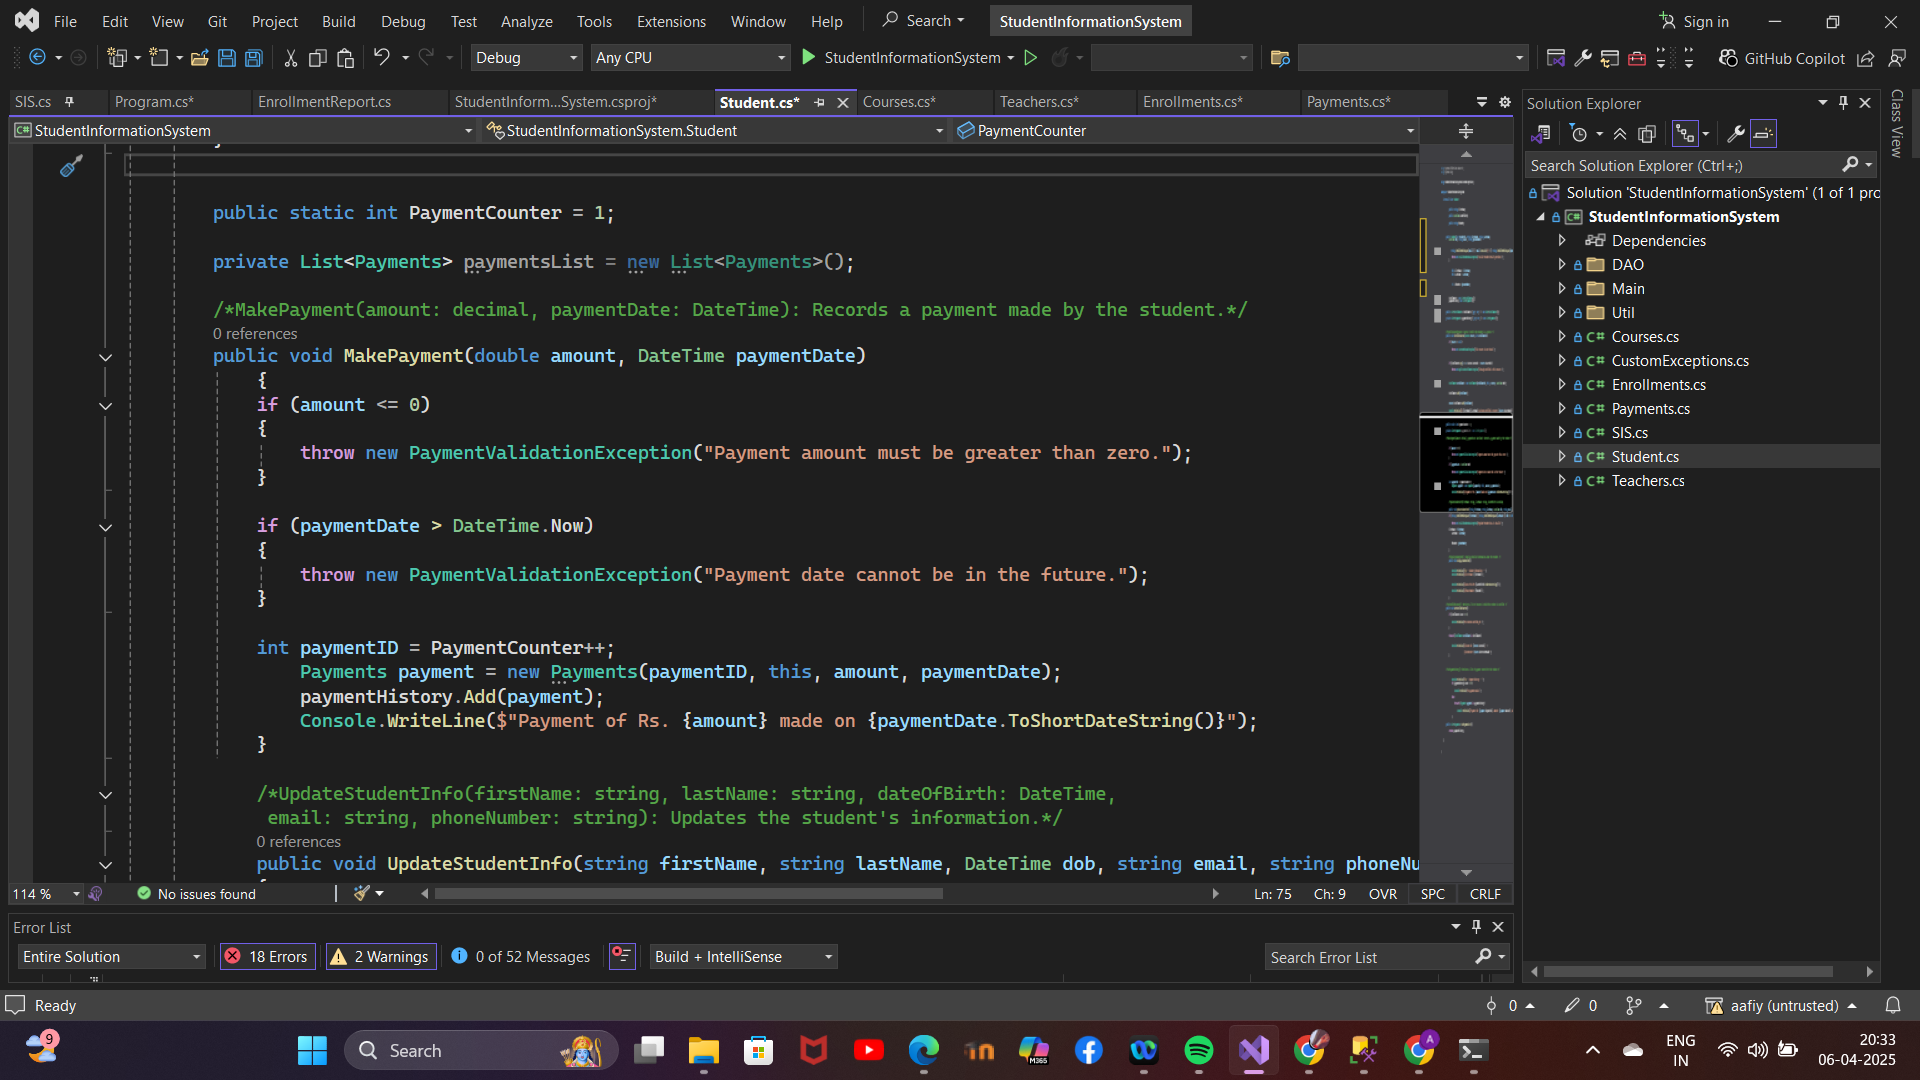 File Edit View Git Project Build Debug Test Analyze Tools Extensions Window Help Search StudentInformationSystem Sign in
Debug Any CPU StudentInformationSystem GitHub Copilot
SIS.cs Program.cs* EnrollmentReport.cs StudentInform...System.csproj* Student.cs* Courses.cs* Teachers.cs* Enrollments.cs* Payments.cs*
StudentInformationSystem StudentInformationSystem.Student PaymentCounter
public static int PaymentCounter = 1;
private List<Payments> paymentsList = new List<Payments>();
/*MakePayment(amount: decimal, paymentDate: DateTime): Records a payment made by the student.*/
0 references
public void MakePayment(double amount, DateTime paymentDate)
{
if (amount <= 0)
{
throw new PaymentValidationException("Payment amount must be greater than zero.");
}
if (paymentDate > DateTime.Now)
{
throw new PaymentValidationException("Payment date cannot be in the future.");
}
int paymentID = PaymentCounter++;
Payments payment = new Payments(paymentID, this, amount, paymentDate);
paymentHistory.Add(payment);
Console.WriteLine($"Payment of Rs. {amount} made on {paymentDate.ToShortDateString()}");
}
/*UpdateStudentInfo(firstName: string, lastName: string, dateOfBirth: DateTime,
email: string, phoneNumber: string): Updates the student's information.*/
0 references
public void UpdateStudentInfo(string firstName, string lastName, DateTime dob, string email, string phoneNu
114 % No issues found Ln: 75 Ch: 9 OVR SPC CRLF
Error List
Entire Solution 18 Errors 2 Warnings 0 of 52 Messages Build + IntelliSense Search Error List
Solution Explorer
Search Solution Explorer (Ctrl+;)
Solution 'StudentInformationSystem' (1 of 1 pro
C# StudentInformationSystem
Dependencies
DAO
Main
Util
C# Courses.cs
C# CustomExceptions.cs
C# Enrollments.cs
C# Payments.cs
C# SIS.cs
C# Student.cs
C# Teachers.cs
Class View
Ready 0 0 aafiy (untrusted)
9 Search M365 A ENG
IN
20:33
06-04-2025